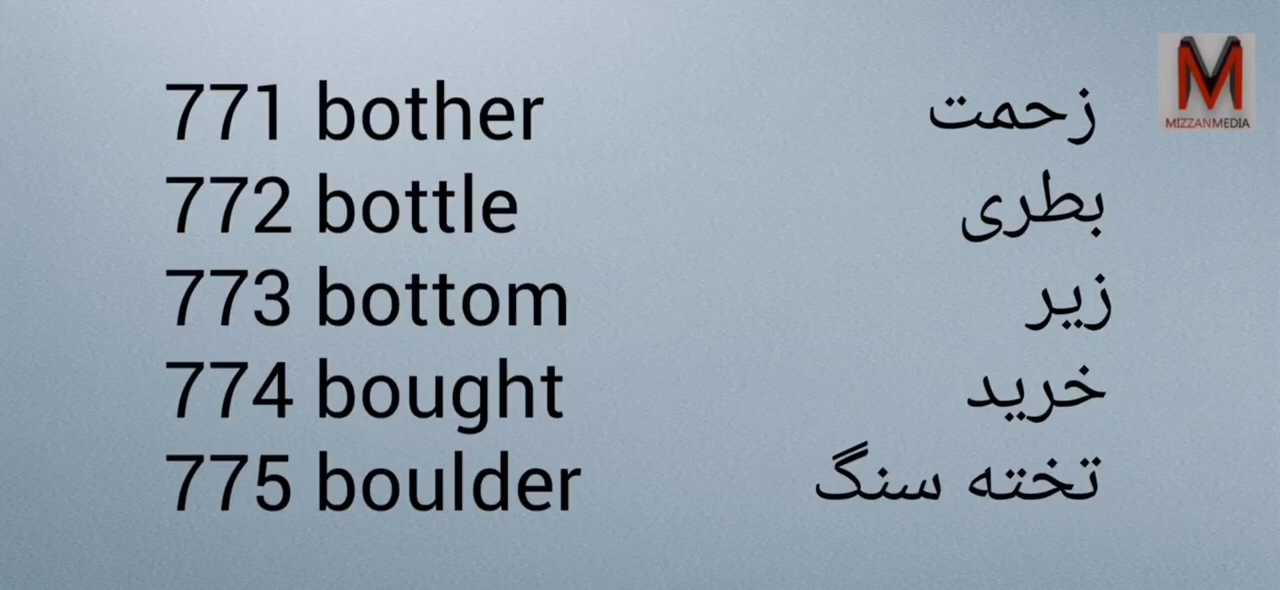 771 bother زحمت
772 bottle بطری
773 bottom زیر
774 bought خرید
775 boulder تخته سنگ
MIZZANMEDIA